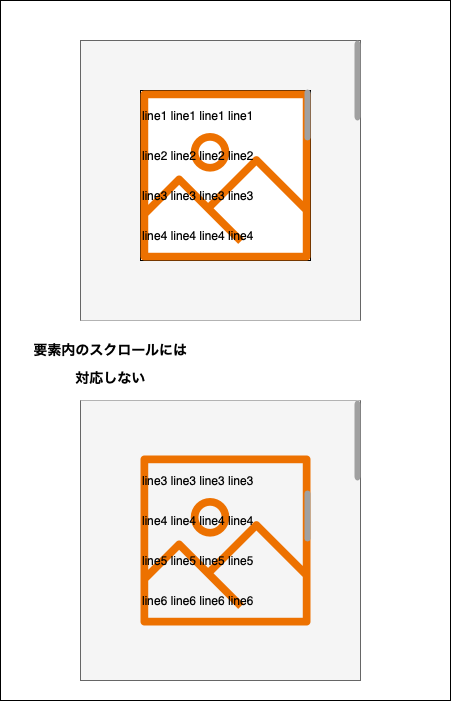 line1 line1 line1 line1
line2 line2 line2 line2
line3 line3 line3 line3
line4 line4 line4 line4
要素内のスクロールには
対応しない
line3 line3 line3 line3
line4 line4 line4 line4
line5 line5 line5 line5
line6 line6 line6 line6